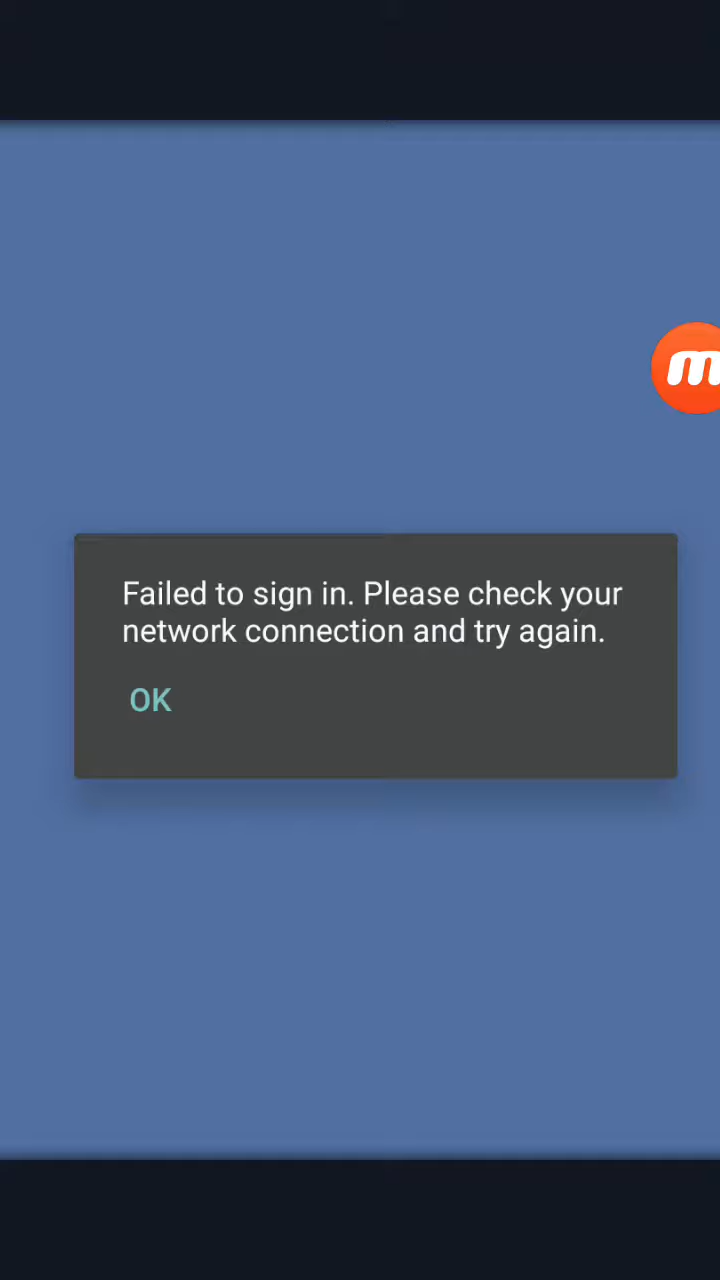 Failed to sign in. Please check your
network connection and try again.
OK